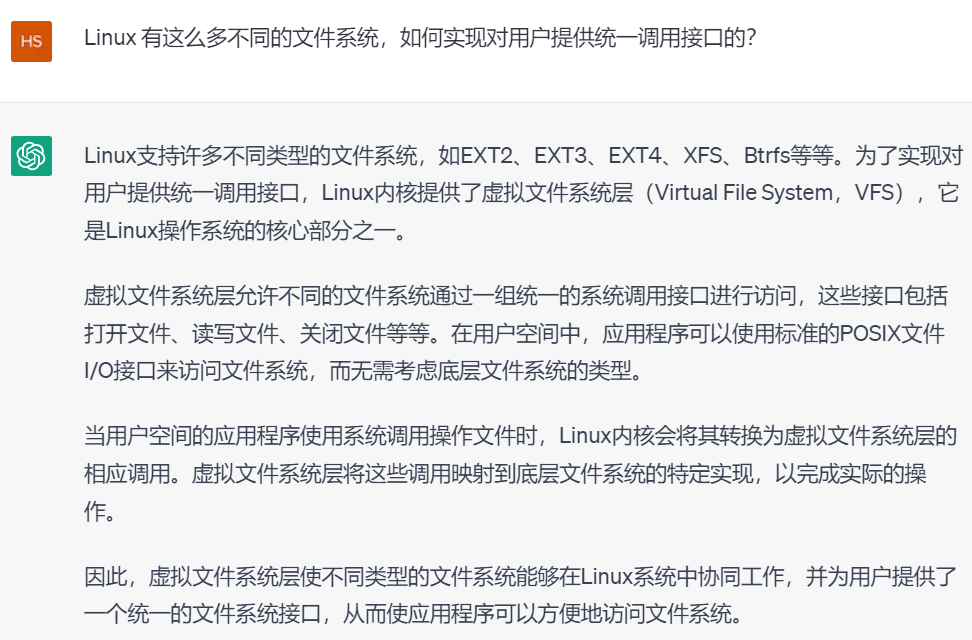 HS
Linux 有这么多不同的文件系统，如何实现对用户提供统一调用接口的？
Linux支持许多不同类型的文件系统，如EXT2、EXT3、EXT4、XFS、Btrfs等等。为了实现对
用户提供统一调用接口，Linux内核提供了虚拟文件系统层（Virtual File System，VFS），它
是Linux操作系统的核心部分之一。
虚拟文件系统层允许不同的文件系统通过一组统一的系统调用接口进行访问，这些接口包括
打开文件、读写文件、关闭文件等等。在用户空间中，应用程序可以使用标准的POSIX文件
I/O接口来访问文件系统，而无需考虑底层文件系统的类型。
当用户空间的应用程序使用系统调用操作文件时，Linux内核会将其转换为虚拟文件系统层的
相应调用。虚拟文件系统层将这些调用映射到底层文件系统的特定实现，以完成实际的操
作。
因此，虚拟文件系统层使不同类型的文件系统能够在Linux系统中协同工作，并为用户提供了
一个统一的文件系统接口，从而使应用程序可以方便地访问文件系统。